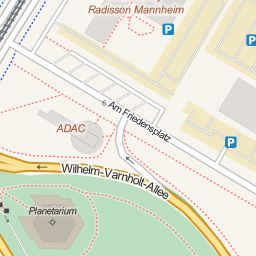 Radisson Mannheim
P
P
P
6
Am Friedensplatz
ADAC
Wilhelm-Varnholt-Allee
Planetarium